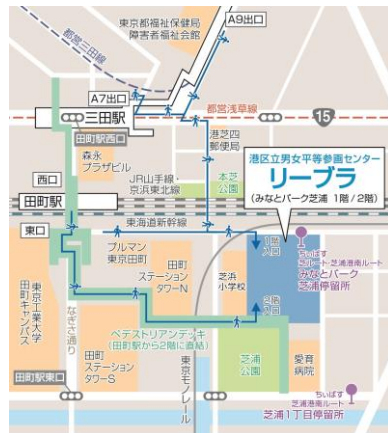 東京都福祉保健局
障害者福祉会館
A9出口
都営三田線
A7出口
都営浅草線
15
三田駅
田町駅西口
港芝四
郵便局
森永
プラザビル
港区立男女平等参画センター
リーブラ
(みなとパーク芝浦 1階/2階)
JR山手線・
京浜東北線
本芝
公園
西口
田町駅
東海道新幹線
東口
プルマン
東京田町
1階
入口
ちぃばす
芝ルート・芝浦港南ルート
みなとパーク
芝浦停留所
田町
ステーション
タワーN
芝浜
小学校
2階
入口
東京工業大学
田町キャンパス
なぎさ通り
ペデストリアンデッキ
(田町駅から2階に直結)
田町
ステーション
タワーS
東京モノレール
芝浦
公園
愛育
病院
田町駅東口
ちぃばす
芝浦港南ルート
芝浦1丁目停留所